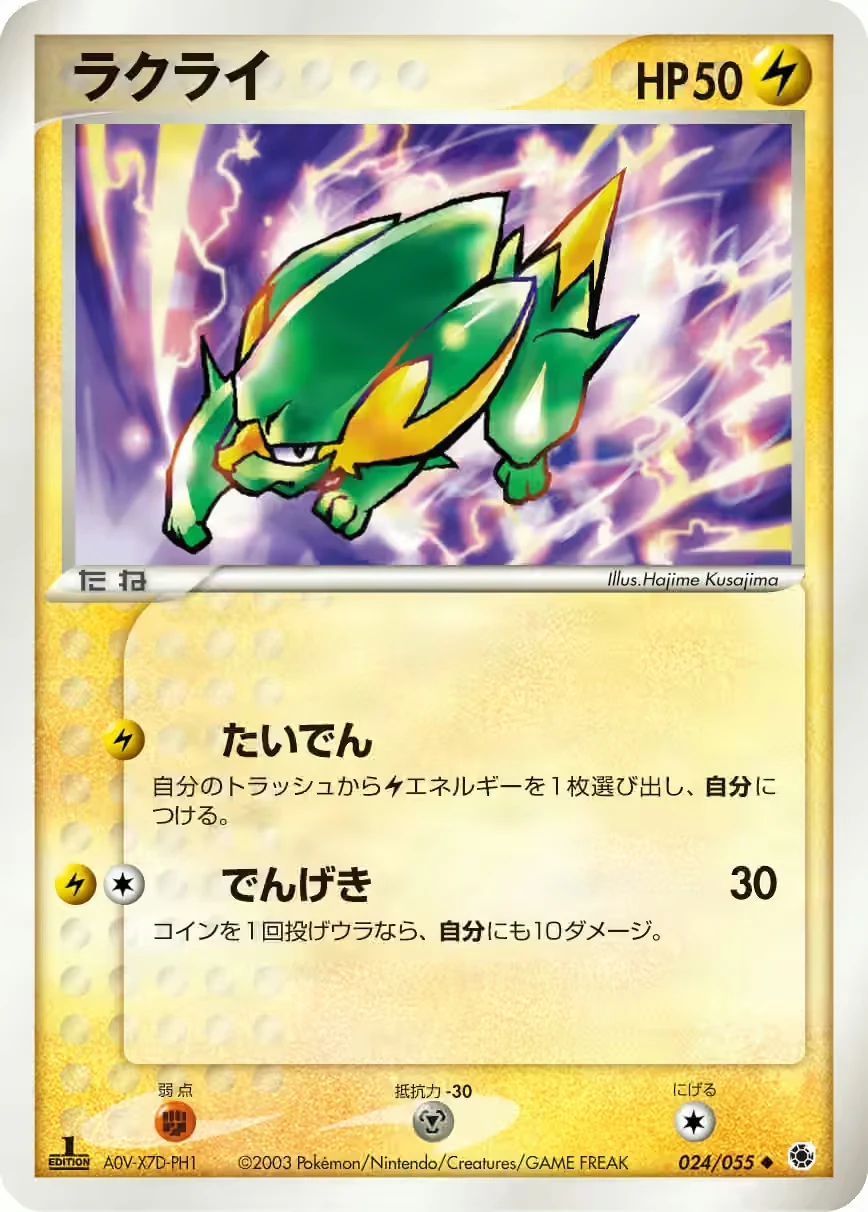 ラクライ
HP50
たね
Illus.Hajime Kusajima
たいでん
自分のトラッシュからエネルギーを1枚選び出し、自分に
つける。
でんげき 30
コインを1回投げウラなら、自分にも10ダメージ。
弱点 抵抗力-30 にげる
1 EDITION A0V-X7D-PH1 ©2003 Pokémon/Nintendo/Creatures/GAME FREAK 024/055 ◆